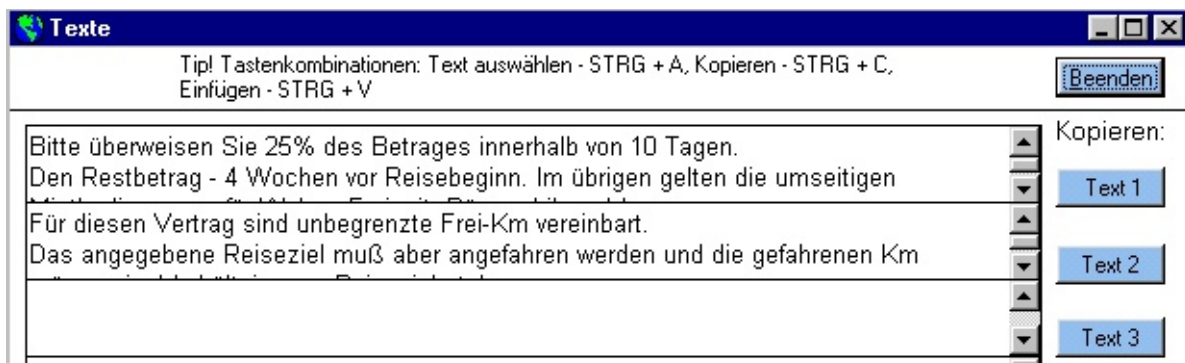 Texte
Tip! Tastenkombinationen: Text auswählen - STRG + A, Kopieren - STRG + C,
Einfügen - STRG + V
Beenden
Kopieren:
Bitte überweisen Sie 25% des Betrages innerhalb von 10 Tagen.
Den Restbetrag - 4 Wochen vor Reisebeginn. Im übrigen gelten die umseitigen
Text 1
Für diesen Vertrag sind unbegrenzte Frei-Km vereinbart.
Das angegebene Reiseziel muß aber angefahren werden und die gefahrenen Km
Text 2
Text 3